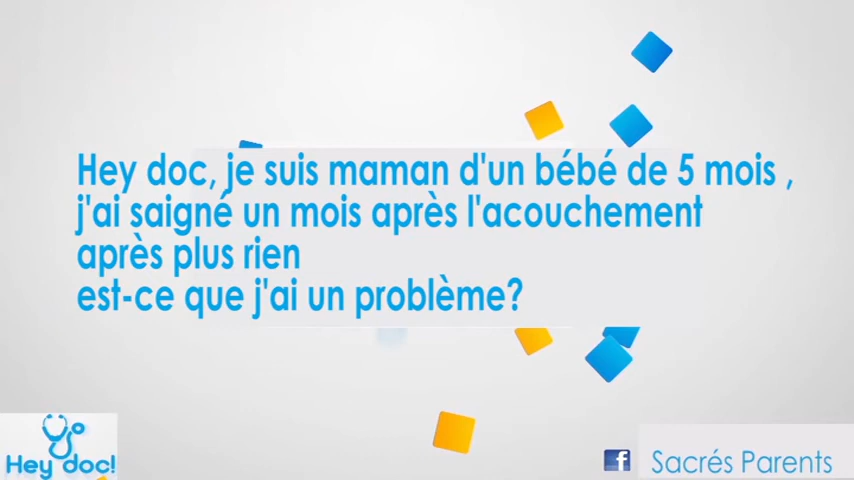 Hey doc, je suis maman d'un bébé de 5 mois ,
j'ai saigné un mois après l'acouchement
après plus rien
est-ce que j'ai un problème?
Hey doc!
f Sacrés Parents